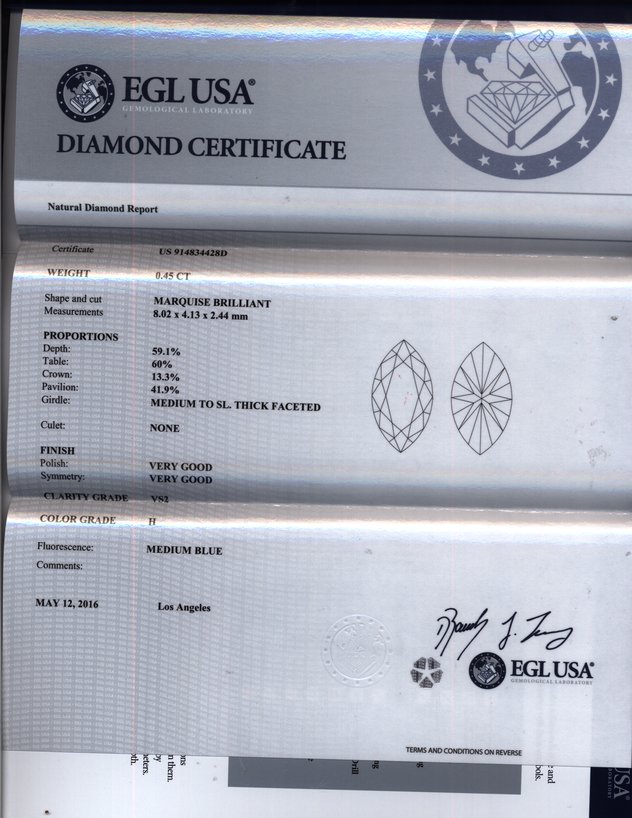 EGL USA®
GEMOLOGICAL LABORATORY
DIAMOND CERTIFICATE
Natural Diamond Report
Certificate US 914834428D
WEIGHT 0.45 CT
Shape and cut MARQUISE BRILLIANT
Measurements 8.02 x 4.13 x 2.44 mm
PROPORTIONS
Depth: 59.1%
Table: 60%
Crown: 13.3%
Pavilion: 41.9%
Girdle: MEDIUM TO SL. THICK FACETED
Culet: NONE
FINISH
Polish: VERY GOOD
Symmetry: VERY GOOD
CLARITY GRADE VS2
COLOR GRADE H
Fluorescence: MEDIUM BLUE
Comments:
MAY 12, 2016 Los Angeles
EGL USA®
GEMOLOGICAL LABORATORY
TERMS AND CONDITIONS ON REVERSE